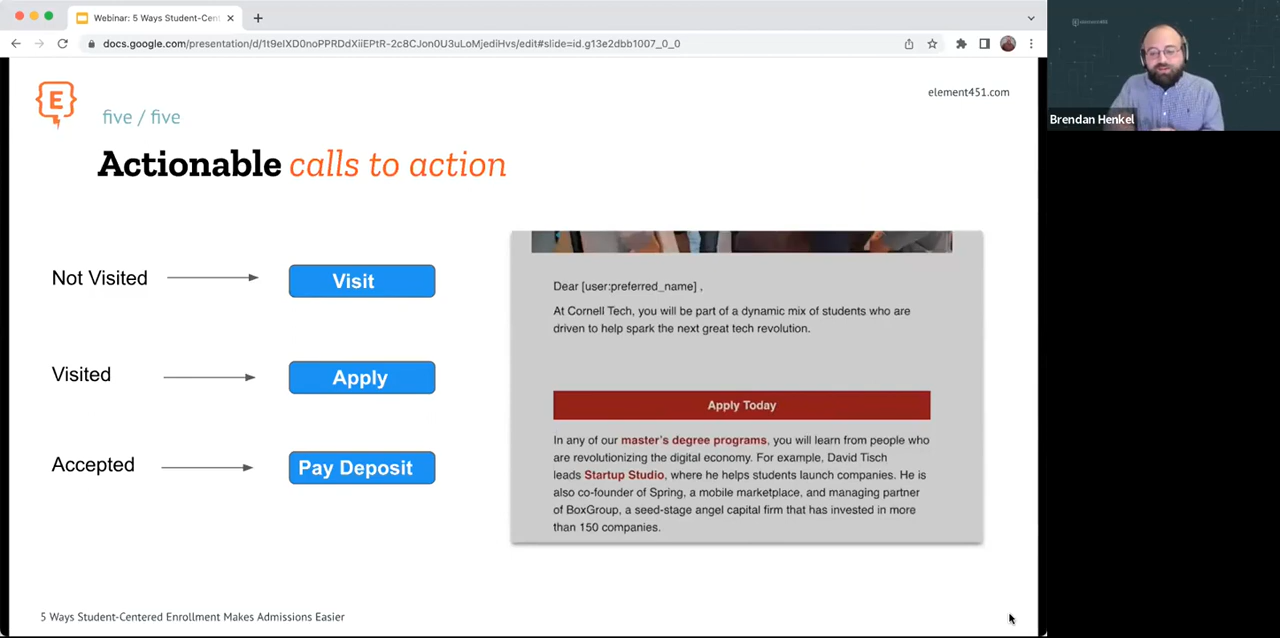 Webinar: 5 Ways Student-Cen
docs.google.com/presentation/d/1t9eIXD0noPPRDdXiiEPtR-2c8CJon0U3uLoMjediHvs/edit#slide=id.g13e2dbb1007_0_0
element451
Brendan Henkel
E
element451.com
five / five
Actionable calls to action
Not Visited
Visit
Visited
Apply
Accepted
Pay Deposit
Dear [user:preferred_name] ,
At Cornell Tech, you will be part of a dynamic mix of students who are
driven to help spark the next great tech revolution.
Apply Today
In any of our master's degree programs, you will learn from people who
are revolutionizing the digital economy. For example, David Tisch
leads Startup Studio, where he helps students launch companies. He is
also co-founder of Spring, a mobile marketplace, and managing partner
of BoxGroup, a seed-stage angel capital firm that has invested in more
than 150 companies.
5 Ways Student-Centered Enrollment Makes Admissions Easier